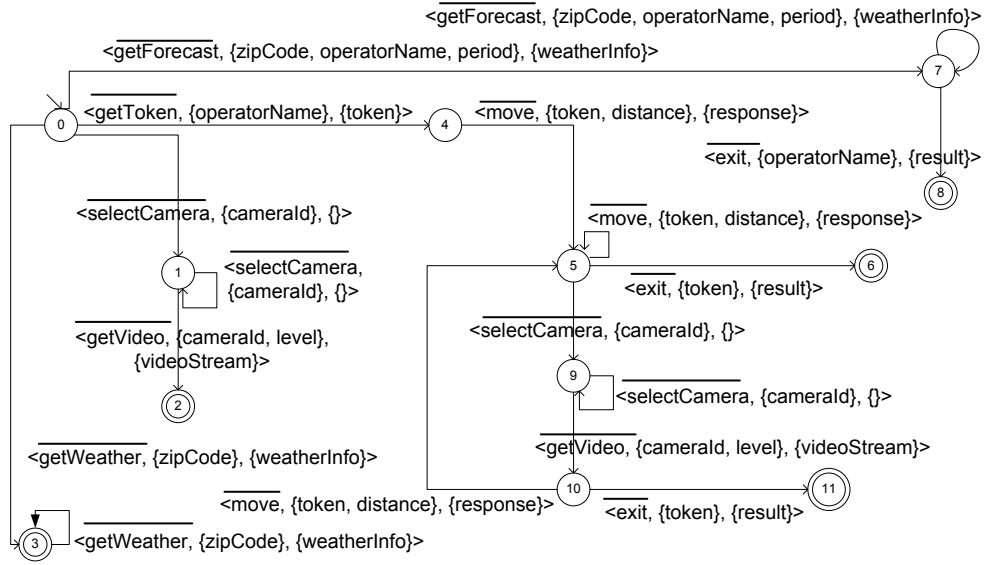 <getForecast, {zipCode, operatorName, period}, {weatherInfo}>
<getForecast, {zipCode, operatorName, period}, {weatherInfo}>
7
<getToken, {operatorName}, {token}>
<move, {token, distance}, {response}>
0
4
<exit, {operatorName}, {result}>
8
<selectCamera, {cameraId}, {}>
<move, {token, distance}, {response}>
1
<selectCamera,
{cameraId}, {}>
5
6
<exit, {token}, {result}>
<getVideo, {cameraId, level},
{videoStream}>
<selectCamera, {cameraId}, {}>
9
<selectCamera, {cameraId}, {}>
2
<getWeather, {zipCode}, {weatherInfo}>
<getVideo, {cameraId, level}, {videoStream}>
10
11
<move, {token, distance}, {response}>
<exit, {token}, {result}>
3
<getWeather, {zipCode}, {weatherInfo}>